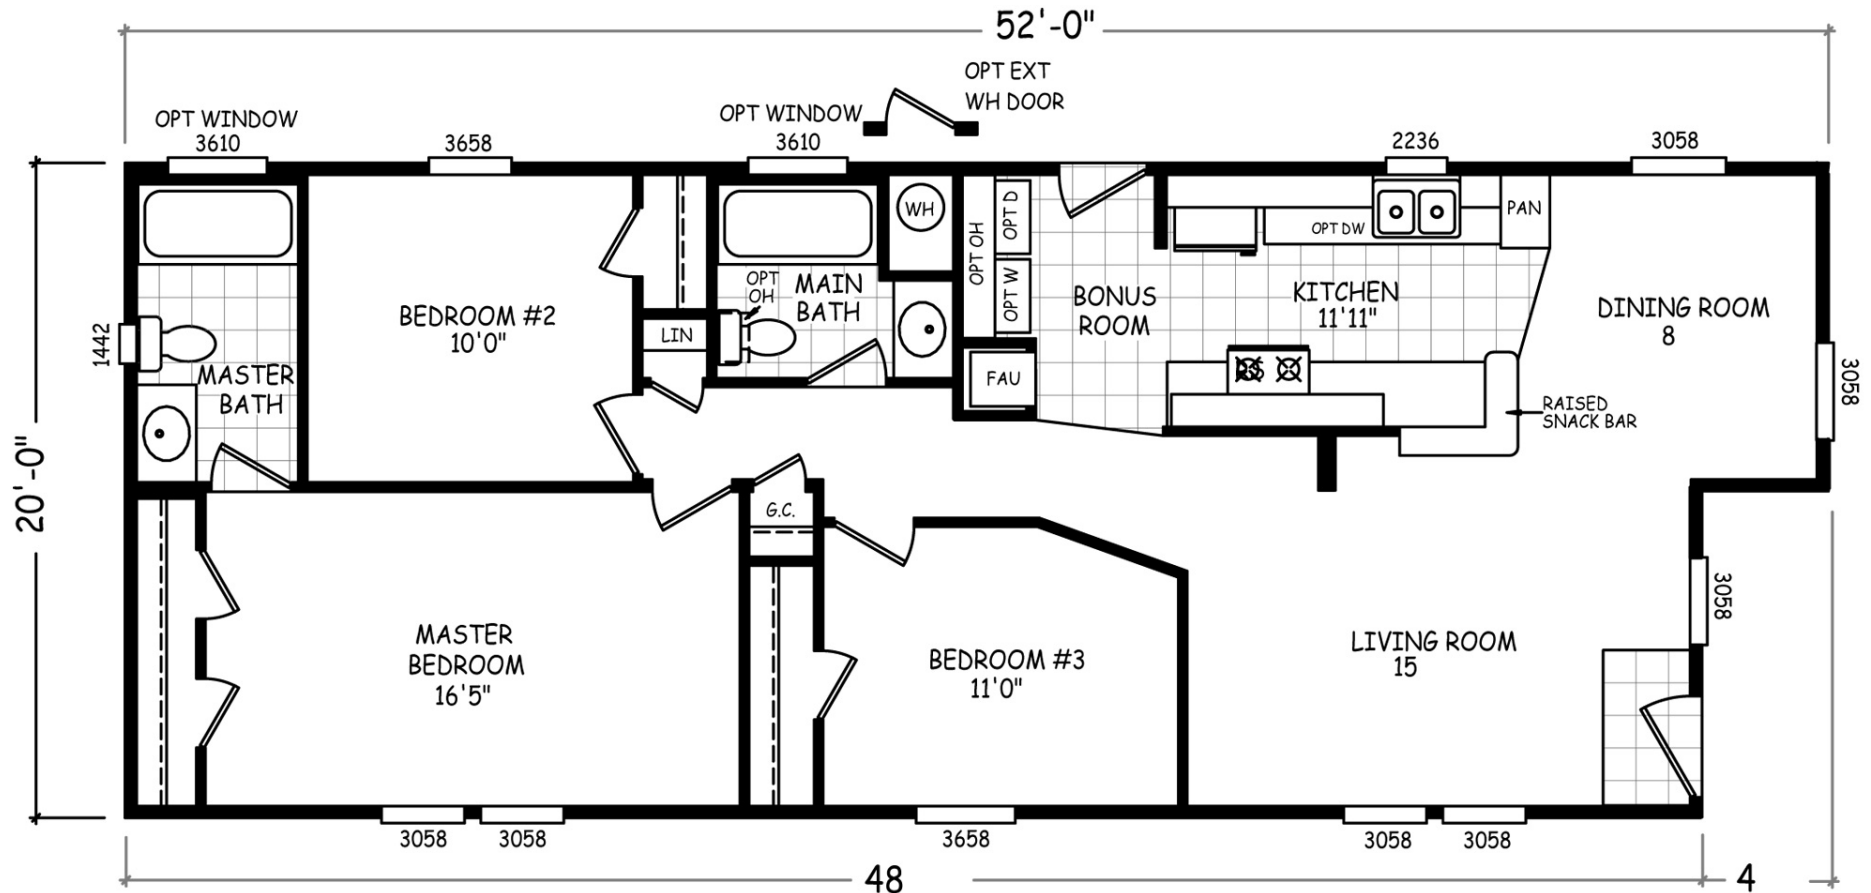 52'-0"
OPT EXT
WH DOOR
OPT WINDOW
3610
3658
OPT WINDOW
3610
2236
3058
WH
OPT OH
OPT D
OPT W
OPT DW
PAN
OPT
OH
MAIN
BATH
BONUS
ROOM
KITCHEN
11'11"
DINING ROOM
8
BEDROOM #2
10'0"
LIN
1442
MASTER
BATH
FAU
3058
RAISED
SNACK BAR
20'-0"
G.C.
3058
MASTER
BEDROOM
16'5"
BEDROOM #3
11'0"
LIVING ROOM
15
3058
3058
3658
3058
3058
48
4